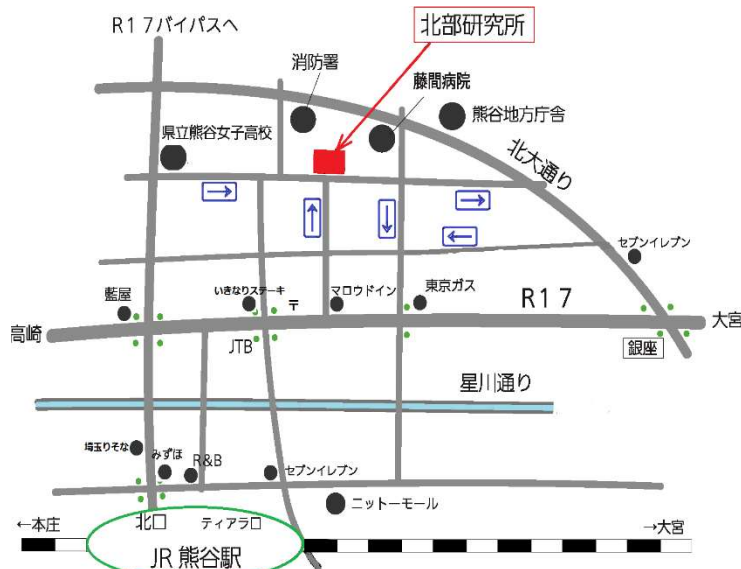 R17バイパスへ
北部研究所
消防署
藤間病院
熊谷地方庁舎
県立熊谷女子高校
北大通り
セブンイレブン
藍屋
いきなりステーキ
〒
マロウドイン
東京ガス
R17
高崎
大宮
JTB
銀座
星川通り
埼玉りそな
みずほ
R&B
セブンイレブン
ニットーモール
北口
ティアラ口
←本庄
→大宮
JR 熊谷駅